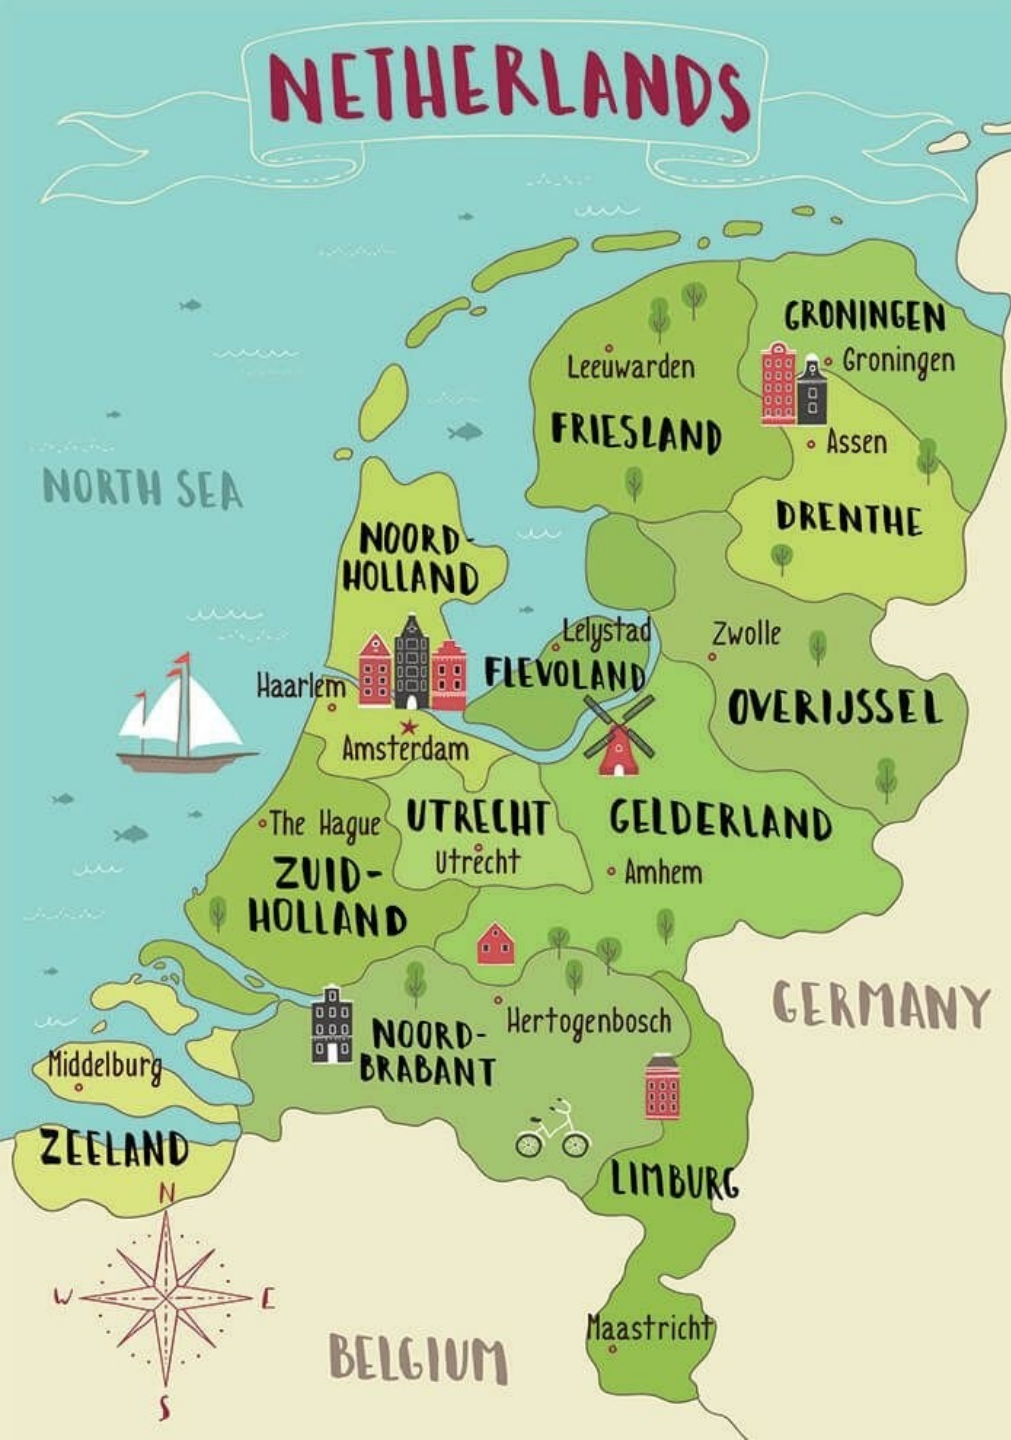 NETHERLANDS
GRONINGEN
Groningen
Leeuwarden
FRIESLAND
Assen
NORTH SEA
DRENTHE
NOORD-
HOLLAND
Lelystad
Zwolle
FLEVOLAND
Haarlem
OVERIJSSEL
Amsterdam
The Hague
UTRECHT
GELDERLAND
Utrecht
Amhem
ZUID-
HOLLAND
GERMANY
Hertogenbosch
NOORD-
BRABANT
Middelburg
ZEELAND
LIMBURG
N
W
E
S
Maastricht
BELGIUM